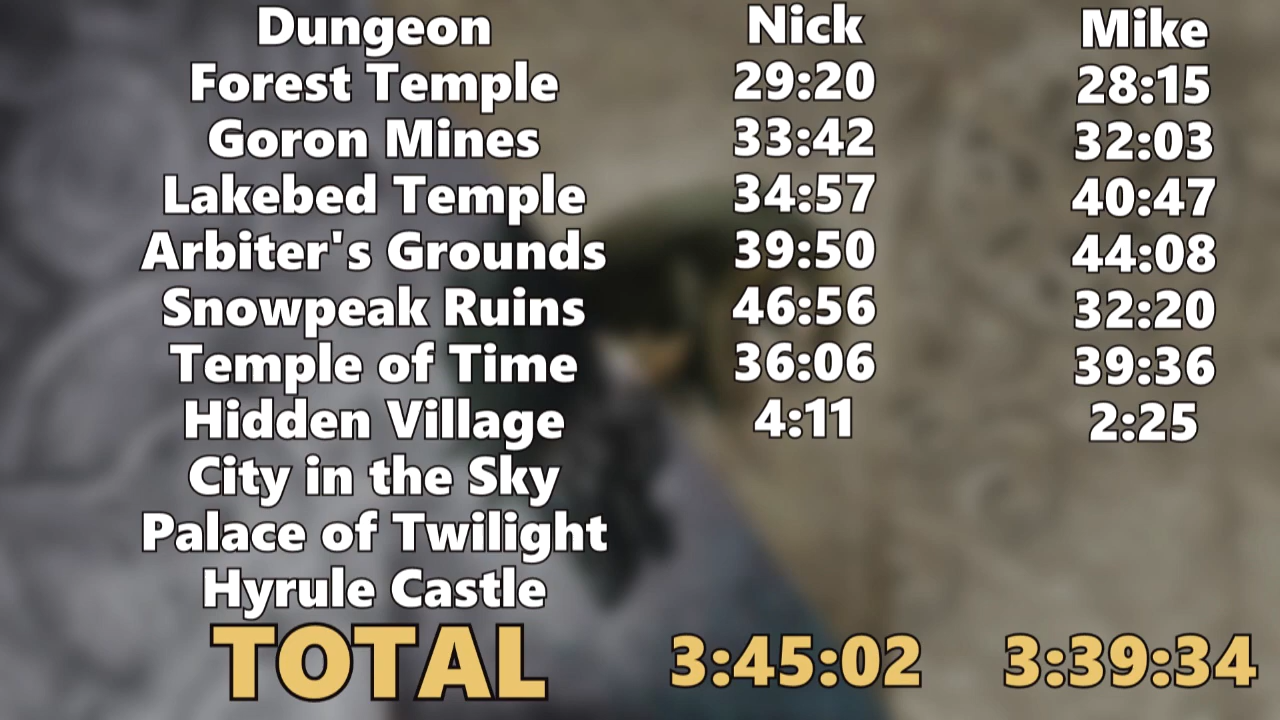 Dungeon Nick Mike
Forest Temple 29:20 28:15
Goron Mines 33:42 32:03
Lakebed Temple 34:57 40:47
Arbiter's Grounds 39:50 44:08
Snowpeak Ruins 46:56 32:20
Temple of Time 36:06 39:36
Hidden Village 4:11 2:25
City in the Sky
Palace of Twilight
Hyrule Castle
TOTAL 3:45:02 3:39:34